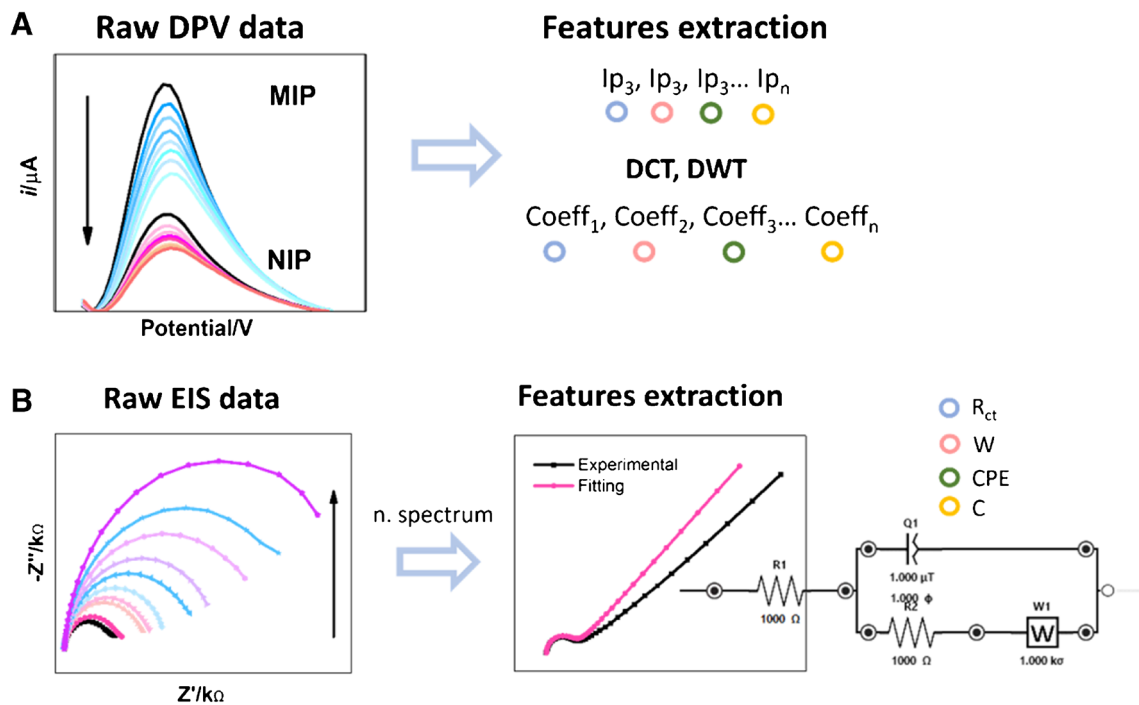 A
Raw DPV data
Features extraction
MIP
NIP
i/μA
Potential/V
Ip3, Ip3, Ip3... Ipn
DCT, DWT
Coeff1, Coeff2, Coeff3... Coeffn
B
Raw EIS data
Features extraction
-Z''/kΩ
Z'/kΩ
n. spectrum
Experimental
Fitting
Rct
W
CPE
C
R1
1000 Ω
Q1
1.000 μT
1.000 ϕ
R2
1000 Ω
W1
W
1.000 kσ